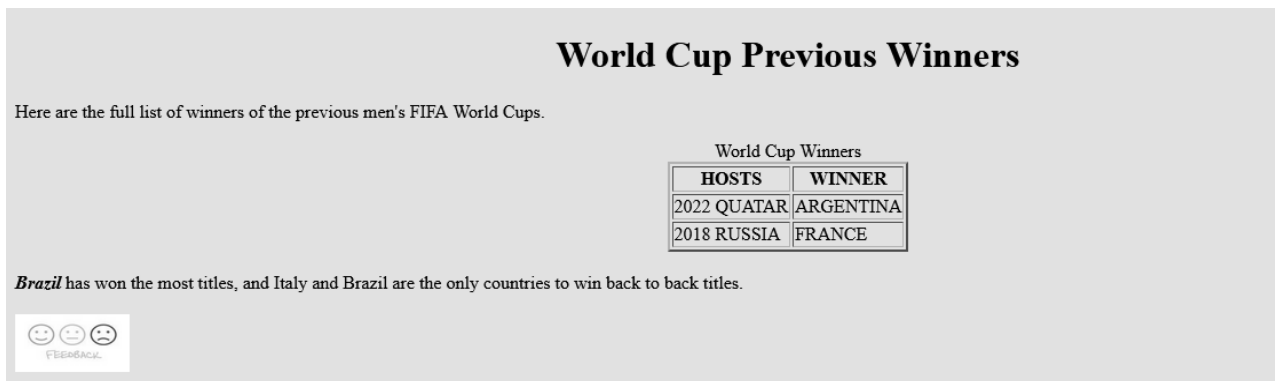 World Cup Previous Winners
Here are the full list of winners of the previous men's FIFA World Cups.
World Cup Winners
HOSTS WINNER
2022 QUATAR ARGENTINA
2018 RUSSIA FRANCE
Brazil has won the most titles, and Italy and Brazil are the only countries to win back to back titles.
FEEDBACK